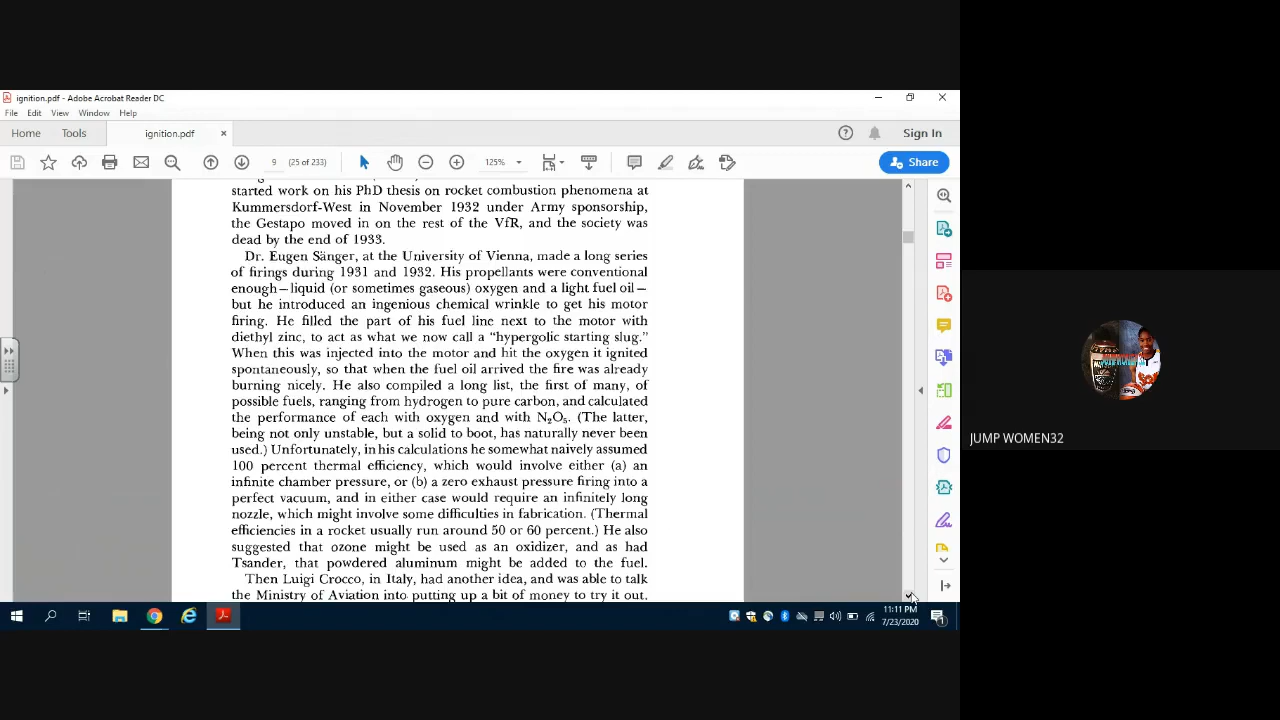 ignition.pdf - Adobe Acrobat Reader DC
File Edit View Window Help
Home Tools ignition.pdf × Sign In
9 (25 of 233) 125% Share
started work on his PhD thesis on rocket combustion phenomena at
Kummersdorf-West in November 1932 under Army sponsorship,
the Gestapo moved in on the rest of the VfR, and the society was
dead by the end of 1933.
Dr. Eugen Sänger, at the University of Vienna, made a long series
of firings during 1931 and 1932. His propellants were conventional
enough—liquid (or sometimes gaseous) oxygen and a light fuel oil—
but he introduced an ingenious chemical wrinkle to get his motor
firing. He filled the part of his fuel line next to the motor with
diethyl zinc, to act as what we now call a "hypergolic starting slug."
When this was injected into the motor and hit the oxygen it ignited
spontaneously, so that when the fuel oil arrived the fire was already
burning nicely. He also compiled a long list, the first of many, of
possible fuels, ranging from hydrogen to pure carbon, and calculated
the performance of each with oxygen and with N₂O₅. (The latter,
being not only unstable, but a solid to boot, has naturally never been
used.) Unfortunately, in his calculations he somewhat naively assumed
100 percent thermal efficiency, which would involve either (a) an
infinite chamber pressure, or (b) a zero exhaust pressure firing into a
perfect vacuum, and in either case would require an infinitely long
nozzle, which might involve some difficulties in fabrication. (Thermal
efficiencies in a rocket usually run around 50 or 60 percent.) He also
suggested that ozone might be used as an oxidizer, and as had
Tsander, that powdered aluminum might be added to the fuel.
Then Luigi Crocco, in Italy, had another idea, and was able to talk
the Ministry of Aviation into putting up a bit of money to try it out.
JUMP WOMEN32
11:11 PM
7/23/2020